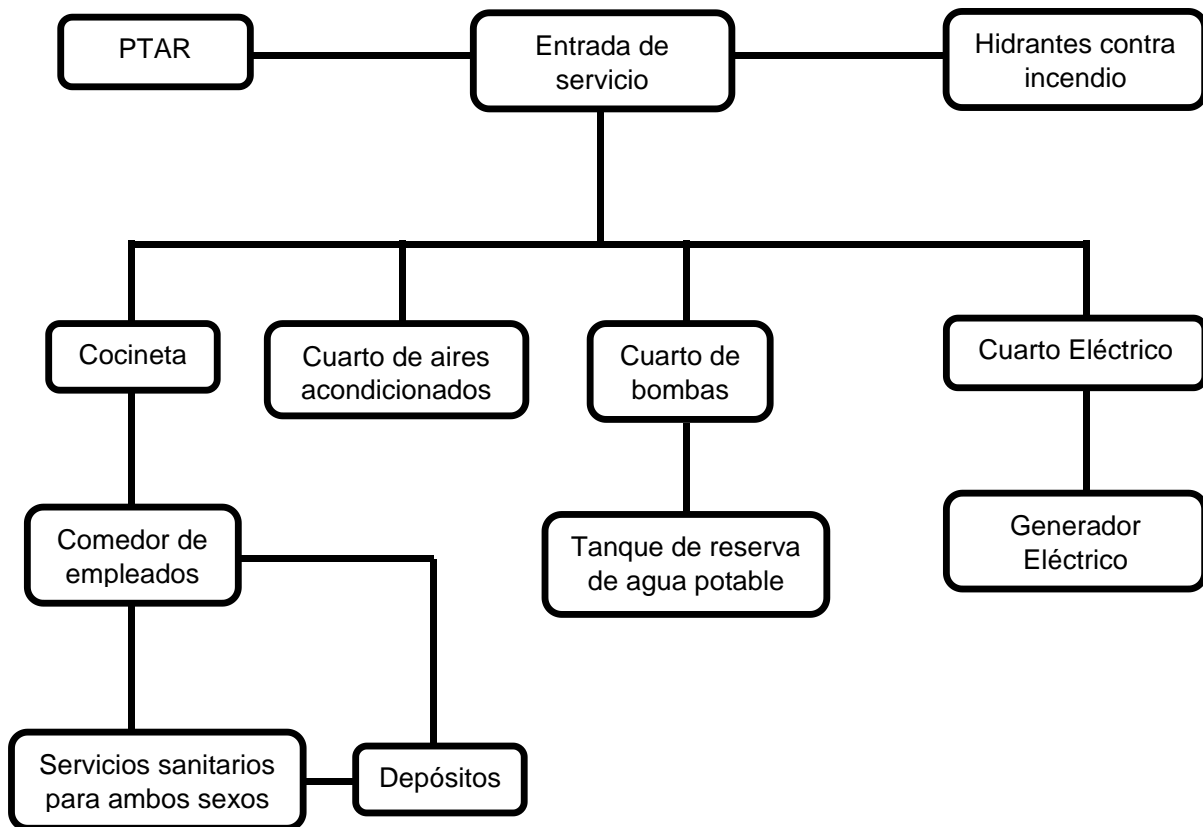 PTAR
Entrada de
servicio
Hidrantes contra
incendio
Cocineta
Cuarto de aires
acondicionados
Cuarto de
bombas
Cuarto Eléctrico
Comedor de
empleados
Tanque de reserva
de agua potable
Generador
Eléctrico
Servicios sanitarios
para ambos sexos
Depósitos